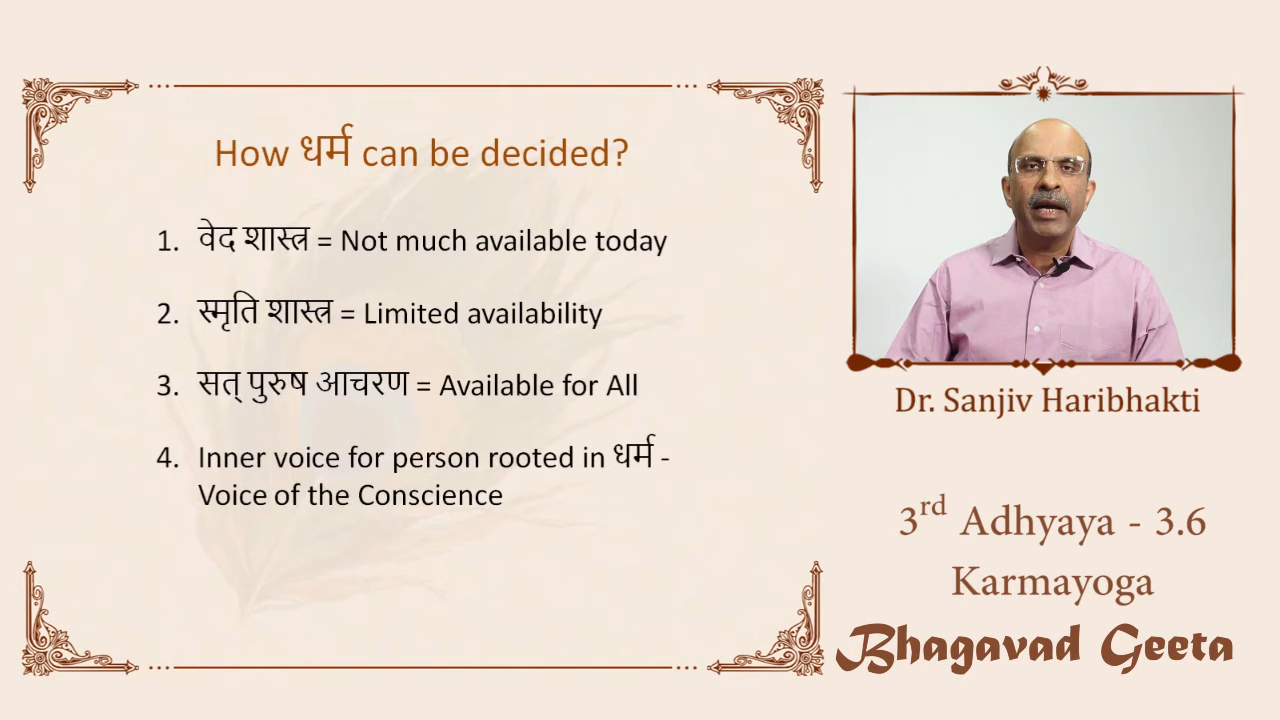 How धर्म can be decided?
1. वेद शास्त्र = Not much available today
2. स्मृति शास्त्र = Limited availability
3. सत् पुरुष आचरण = Available for All
4. Inner voice for person rooted in धर्म -
Voice of the Conscience
Dr. Sanjiv Haribhakti
3rd Adhyaya - 3.6
Karmayoga
Bhagavad Geeta